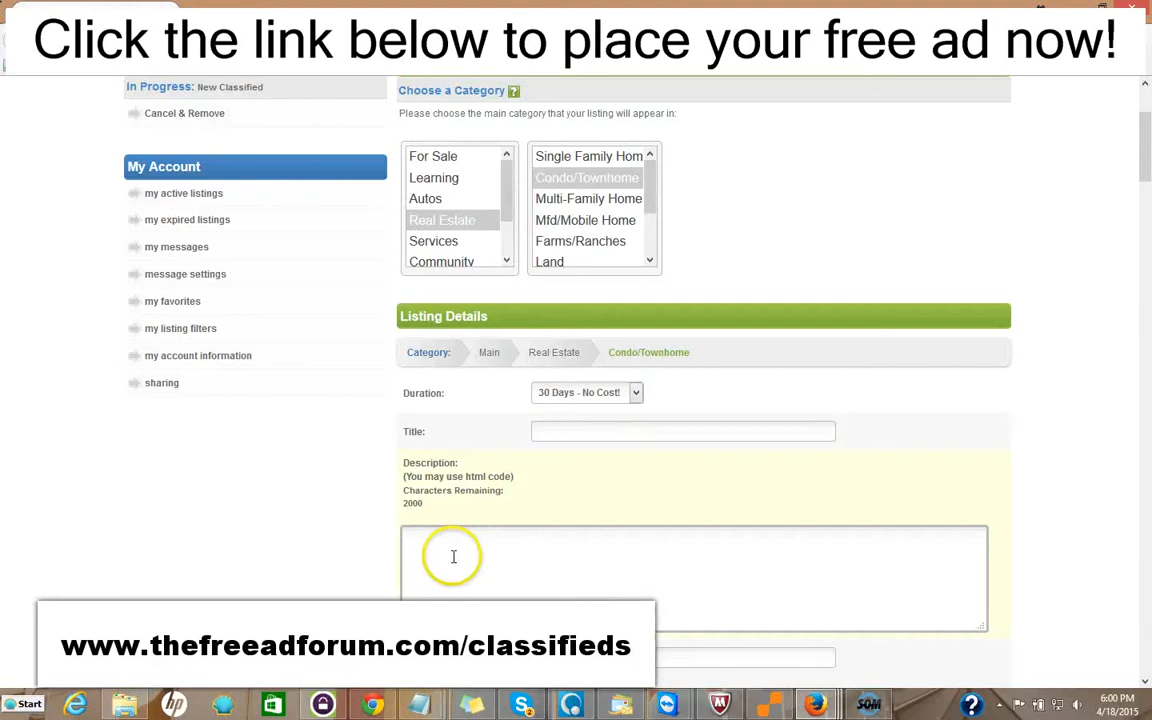 Click the link below to place your free ad now!
In Progress: New Classified
Cancel & Remove
My Account
my active listings
my expired listings
my messages
message settings
my favorites
my listing filters
my account information
sharing
Choose a Category ?
Please choose the main category that your listing will appear in:
For Sale
Learning
Autos
Real Estate
Services
Community
Single Family Hom
Condo/Townhome
Multi-Family Home
Mfd/Mobile Home
Farms/Ranches
Land
Listing Details
Category: Main Real Estate Condo/Townhome
Duration: 30 Days - No Cost!
Title:
Description:
(You may use html code)
Characters Remaining:
2000
www.thefreeadforum.com/classifieds
Start
hp
SOM
6:00 PM
4/18/2015